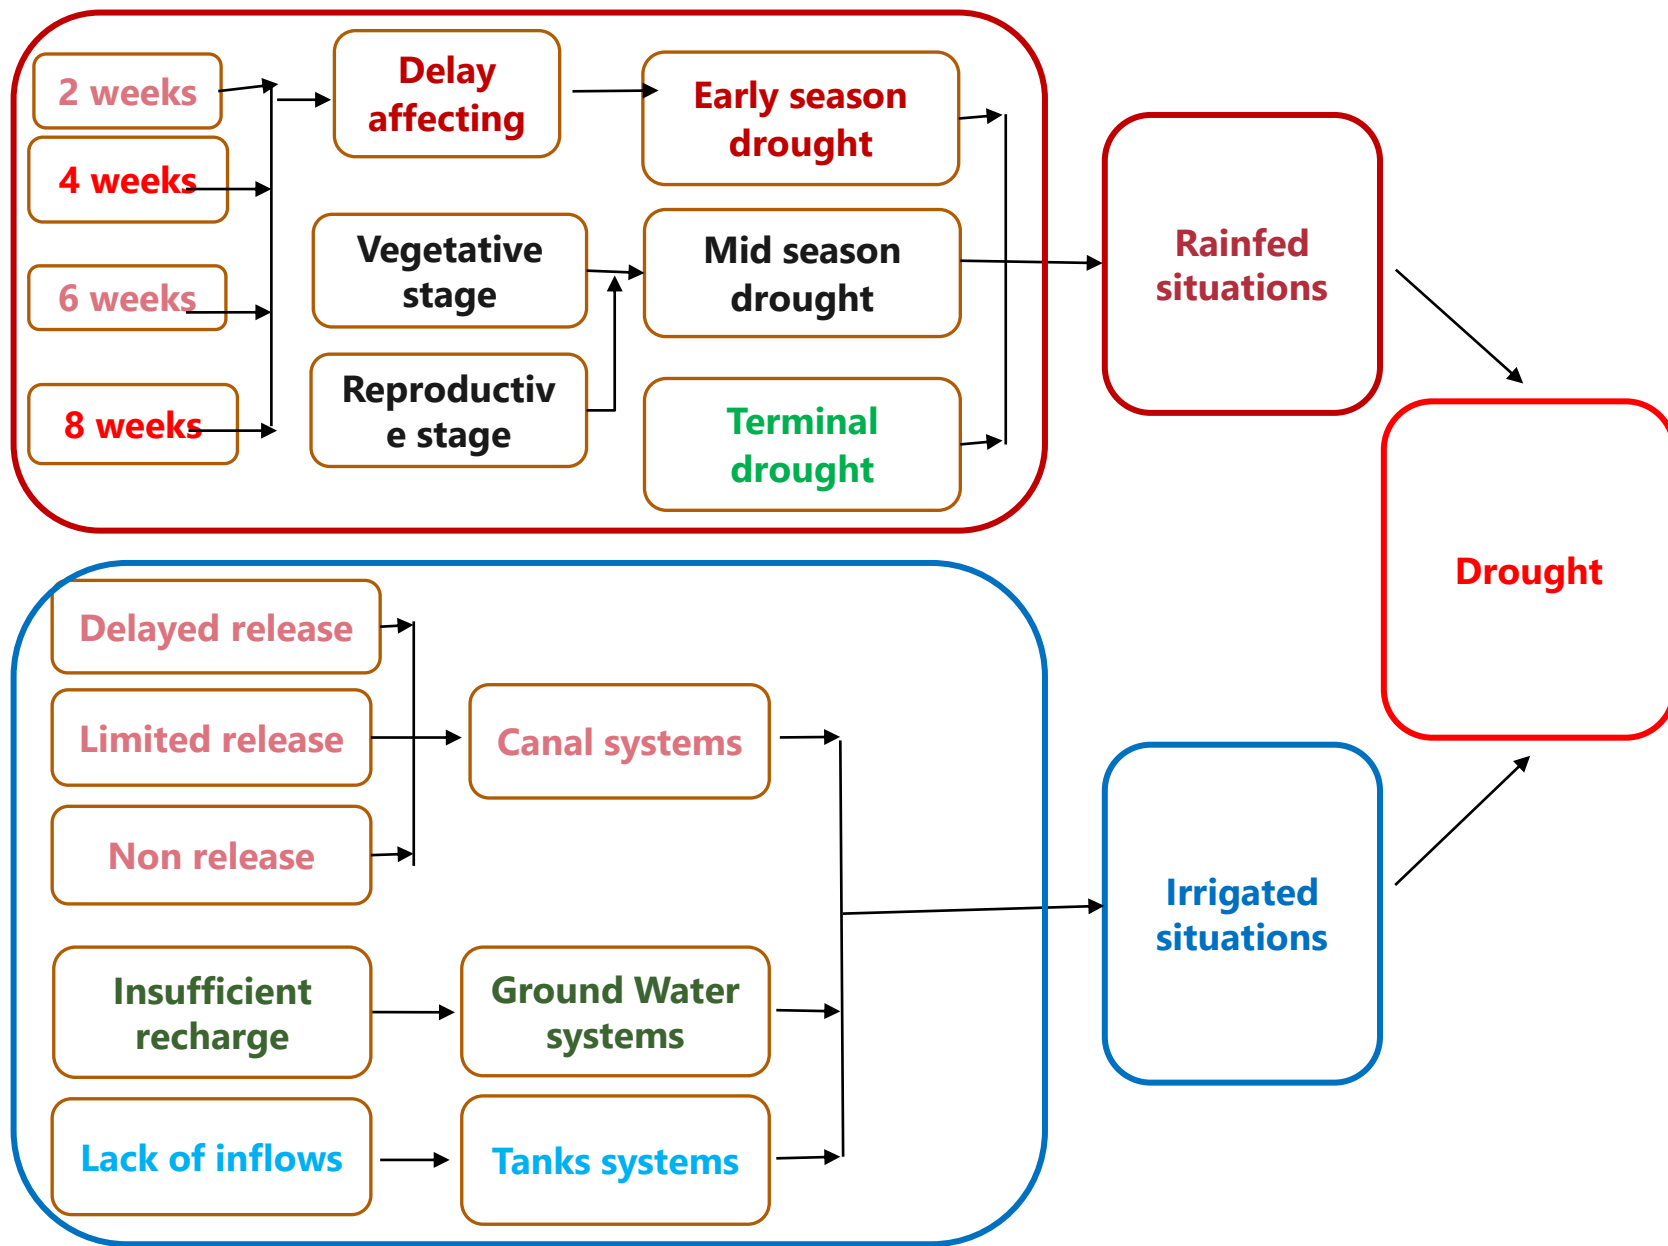 2 weeks
4 weeks
6 weeks
8 weeks
Delay
affecting
Early season
drought
Vegetative
stage
Mid season
drought
Reproductiv
e stage
Terminal
drought
Rainfed
situations
Drought
Delayed release
Limited release
Non release
Canal systems
Insufficient
recharge
Ground Water
systems
Lack of inflows
Tanks systems
Irrigated
situations